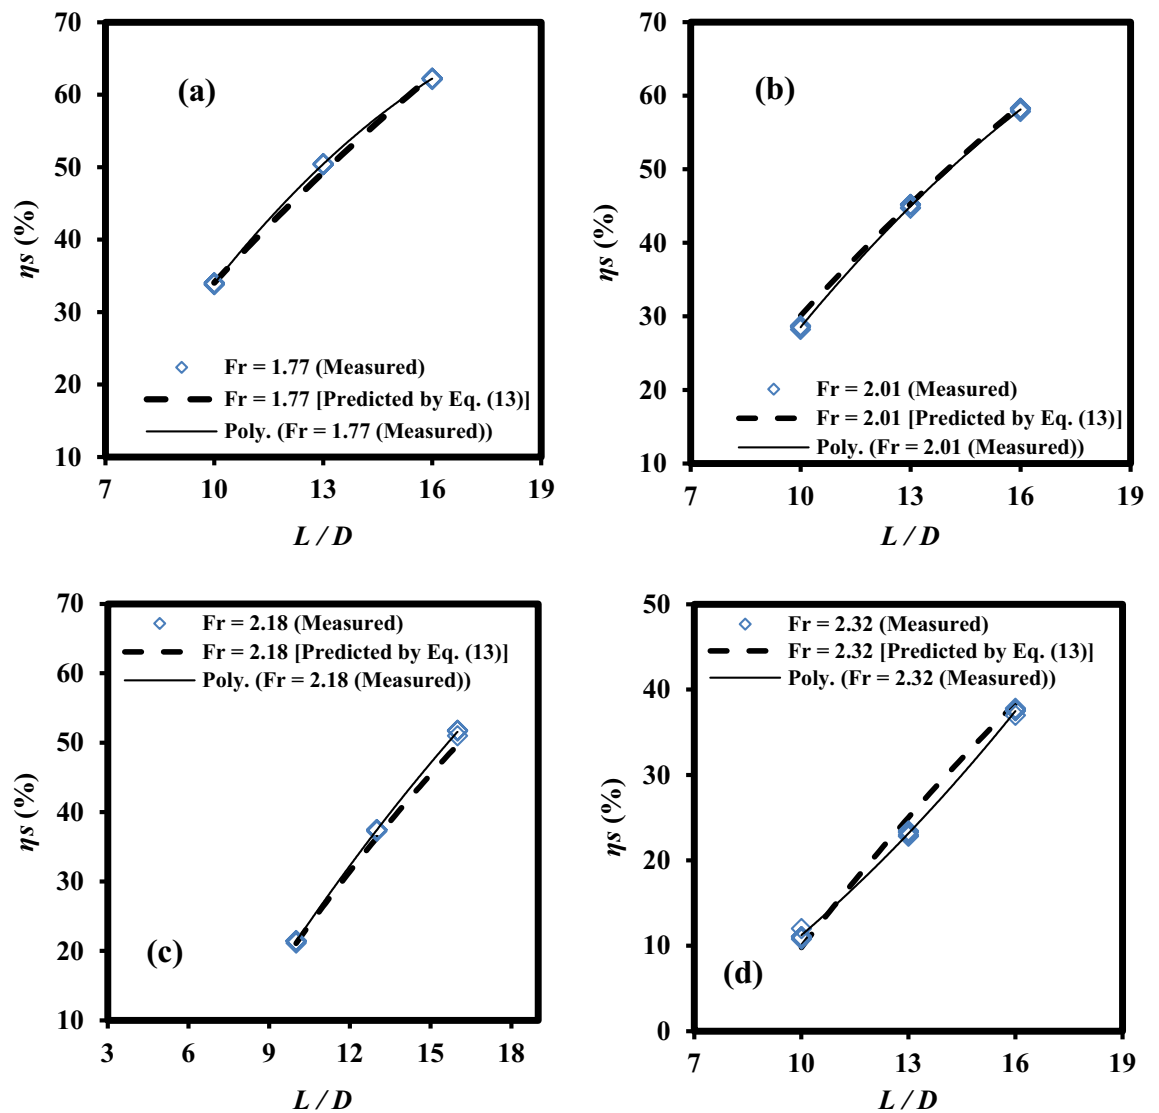 70
60
50
40
30
20
10
ηs (%)
(a)
Fr = 1.77 (Measured)
Fr = 1.77 [Predicted by Eq. (13)]
Poly. (Fr = 1.77 (Measured))
7 10 13 16 19
L / D
70
60
50
40
30
20
10
ηs (%)
(b)
Fr = 2.01 (Measured)
Fr = 2.01 [Predicted by Eq. (13)]
Poly. (Fr = 2.01 (Measured))
7 10 13 16 19
L / D
70
60
50
40
30
20
10
ηs (%)
Fr = 2.18 (Measured)
Fr = 2.18 [Predicted by Eq. (13)]
Poly. (Fr = 2.18 (Measured))
(c)
3 6 9 12 15 18
L / D
50
40
30
20
10
0
ηs (%)
Fr = 2.32 (Measured)
Fr = 2.32 [Predicted by Eq. (13)]
Poly. (Fr = 2.32 (Measured))
(d)
7 10 13 16 19
L / D